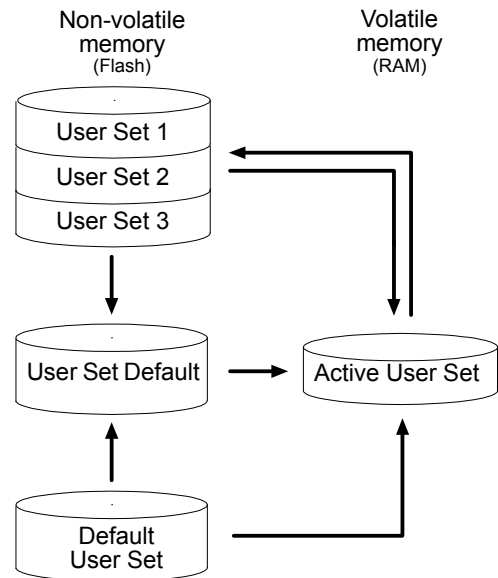 Non-volatile
memory
(Flash)
Volatile
memory
(RAM)
User Set 1
User Set 2
User Set 3
User Set Default
Active User Set
Default
User Set